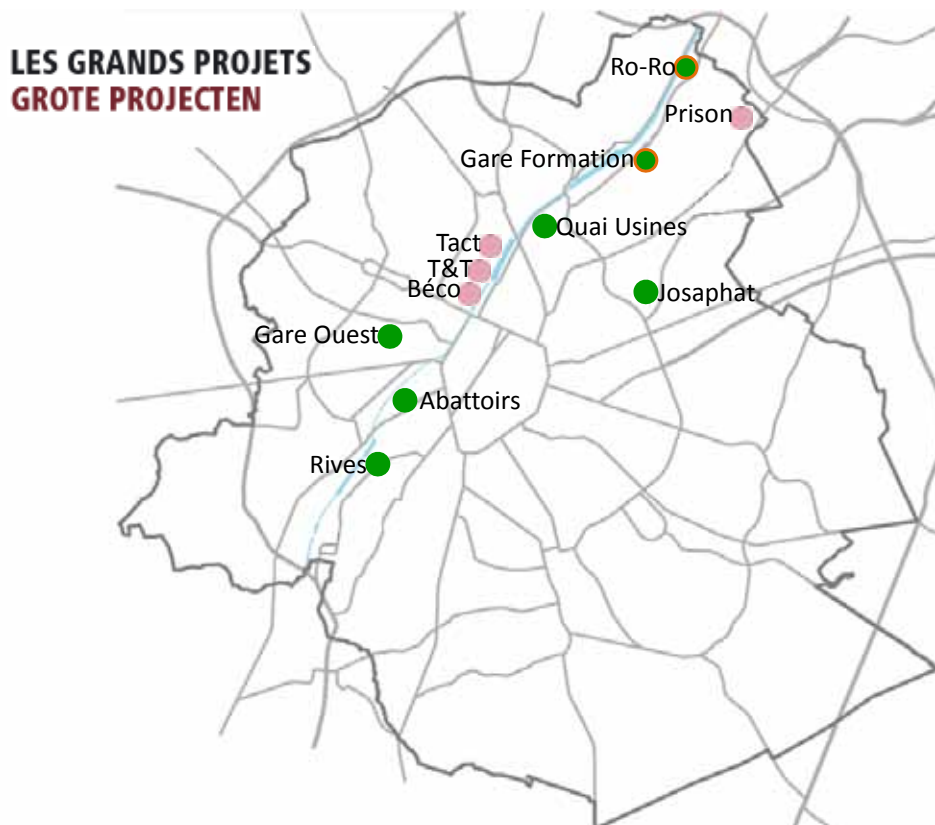 LES GRANDS PROJETS
GROTE PROJECTEN
Ro-Ro
Prison
Gare Formation
Quai Usines
Tact
T&T
Béco
Josaphat
Gare Ouest
Abattoirs
Rives